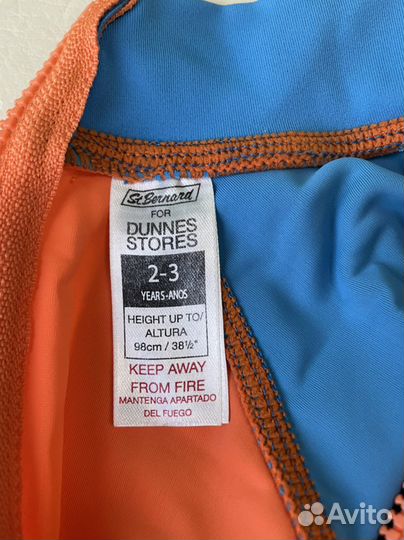 St Bernard
FOR
DUNNES
STORES
2-3
YEARS-ANOS
HEIGHT UP TO/
ALTURA
98cm / 38½"
KEEP AWAY
FROM FIRE
MANTENGA APARTADO
DEL FUEGO
Avito